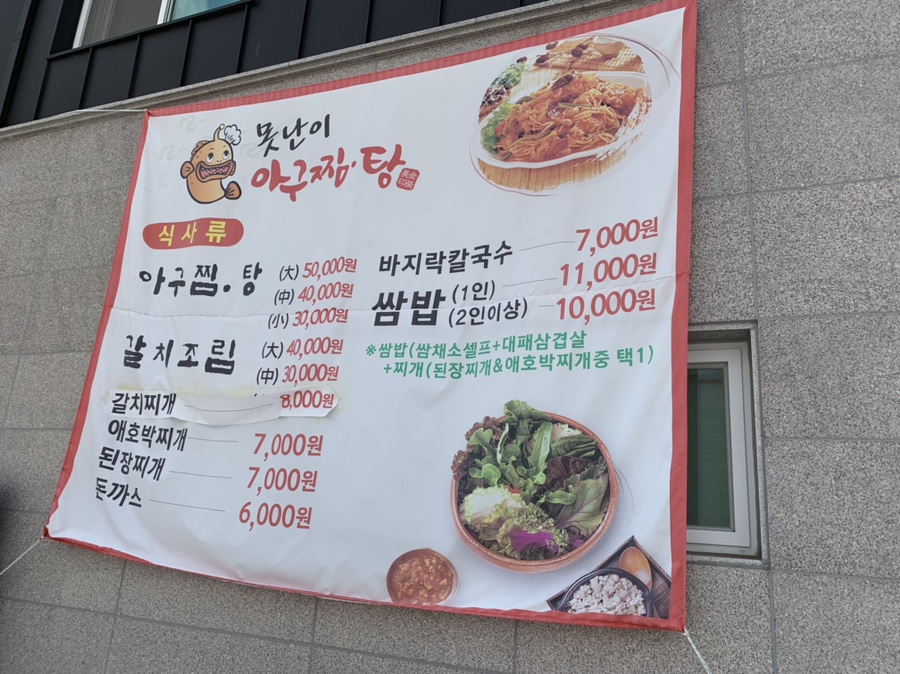 못난이
아구찜·탕
식사류
아구찜·탕
(大) 50,000원
(中) 40,000원
(小) 30,000원
갈치조림
(大) 40,000원
(中) 30,000원
갈치찌개 8,000원
애호박찌개 7,000원
된장찌개 7,000원
돈까스 6,000원
바지락칼국수 7,000원
쌈밥 (1인) 11,000원
(2인이상) 10,000원
※쌈밥(쌈채소셀프+대패삼겹살
+찌개(된장찌개&애호박찌개중 택1)